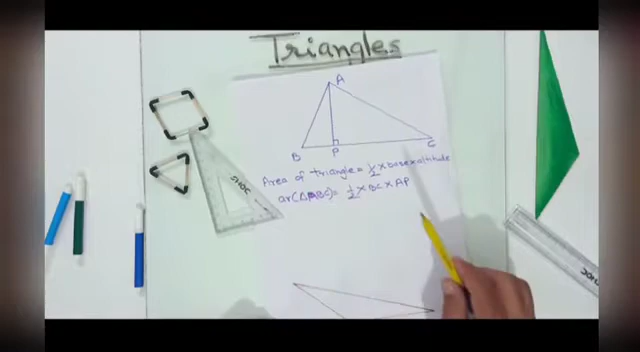 Triangles
A
B
P
C
Area of triangle = 1/2 × base × altitude
ar(△ABC) = 1/2 × BC × AP